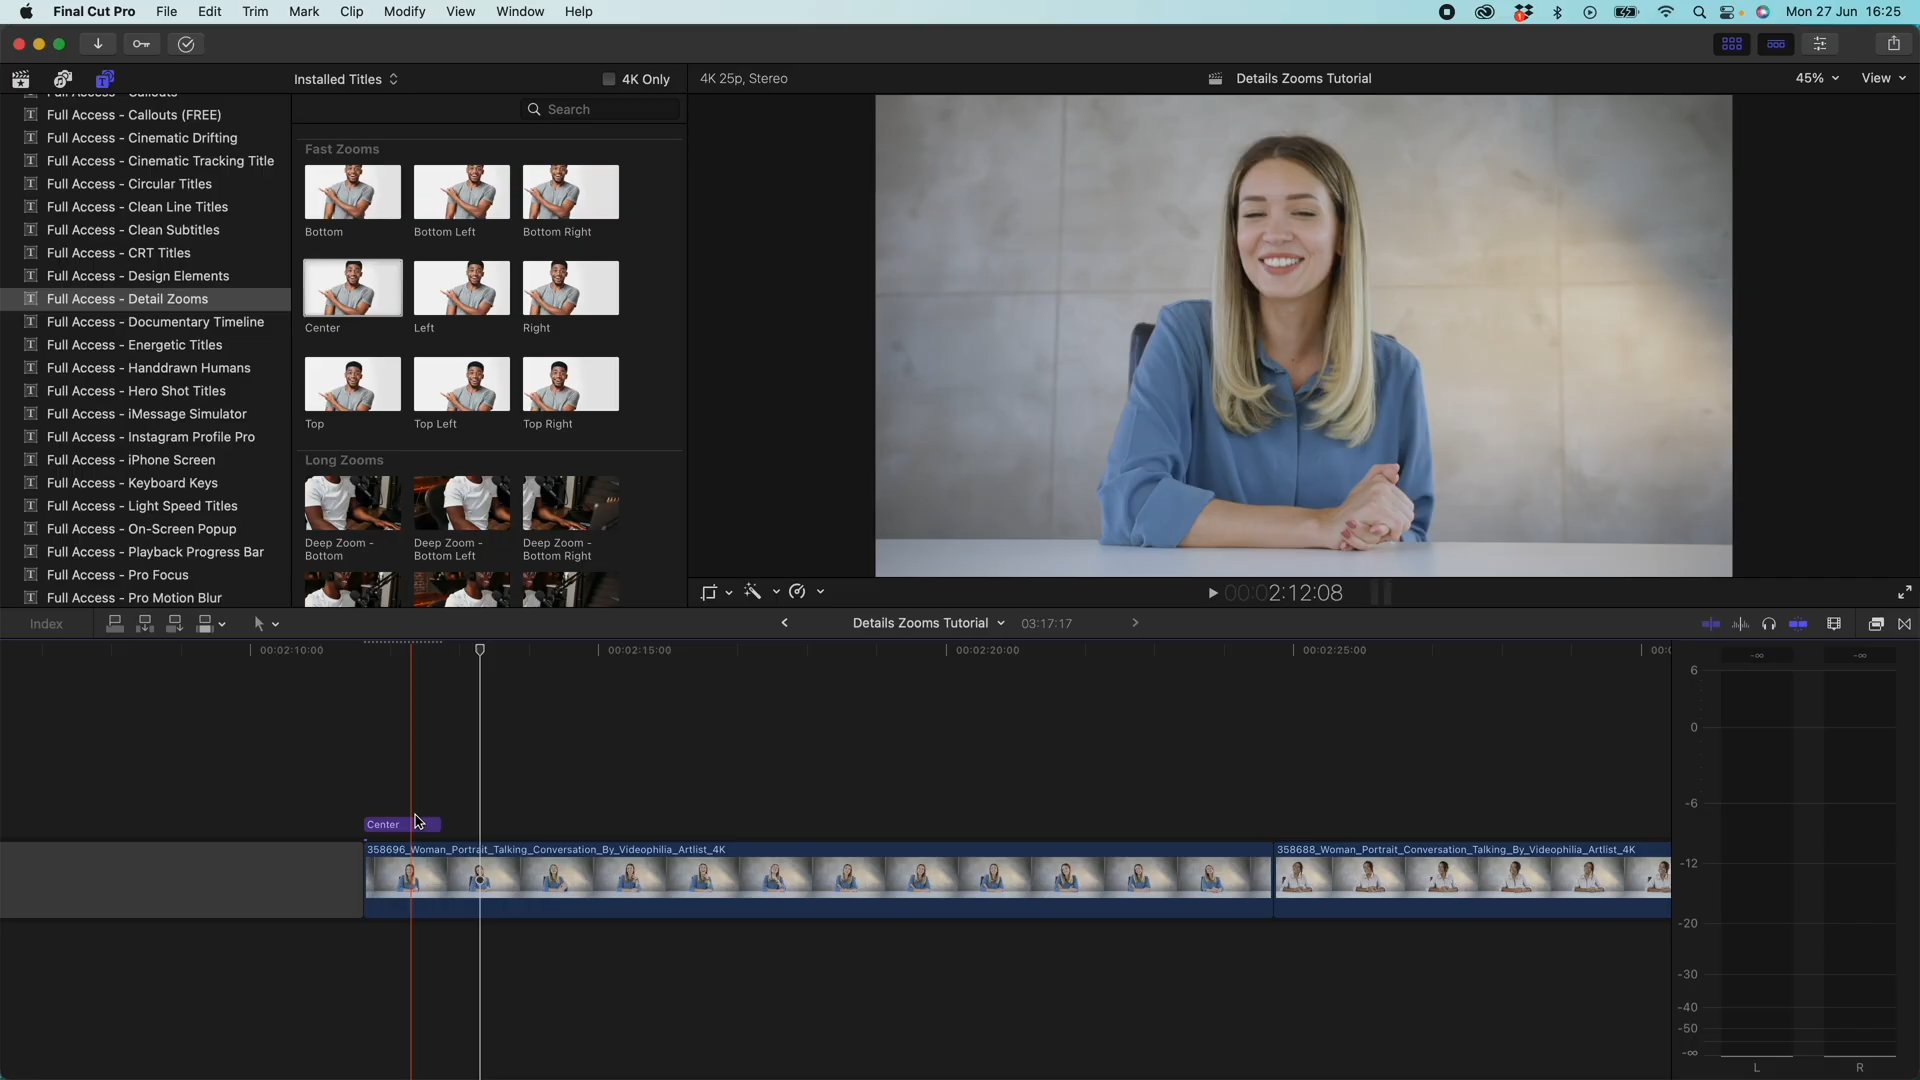 Final Cut Pro File Edit Trim Mark Clip Modify View Window Help
Mon 27 Jun 16:25
Installed Titles
4K Only
4K 25p, Stereo
Details Zooms Tutorial
45%
View
Full Access - Callouts
Full Access - Callouts (FREE)
Full Access - Cinematic Drifting
Full Access - Cinematic Tracking Title
Full Access - Circular Titles
Full Access - Clean Line Titles
Full Access - Clean Subtitles
Full Access - CRT Titles
Full Access - Design Elements
Full Access - Detail Zooms
Full Access - Documentary Timeline
Full Access - Energetic Titles
Full Access - Handdrawn Humans
Full Access - Hero Shot Titles
Full Access - iMessage Simulator
Full Access - Instagram Profile Pro
Full Access - iPhone Screen
Full Access - Keyboard Keys
Full Access - Light Speed Titles
Full Access - On-Screen Popup
Full Access - Playback Progress Bar
Full Access - Pro Focus
Full Access - Pro Motion Blur
Search
Fast Zooms
Bottom
Bottom Left
Bottom Right
Center
Left
Right
Top
Top Left
Top Right
Long Zooms
Deep Zoom -
Bottom
Deep Zoom -
Bottom Left
Deep Zoom -
Bottom Right
00:02:12:08
Index
Details Zooms Tutorial
03:17:17
00:02:10:00
00:02:15:00
00:02:20:00
00:02:25:00
00:0
Center
358696_Woman_Portrait_Talking_Conversation_By_Videophilia_Artlist_4K
358688_Woman_Portrait_Conversation_Talking_By_Videophilia_Artlist_4K
-∞
-∞
6
0
-6
-12
-20
-30
-40
-50
-∞
L
R